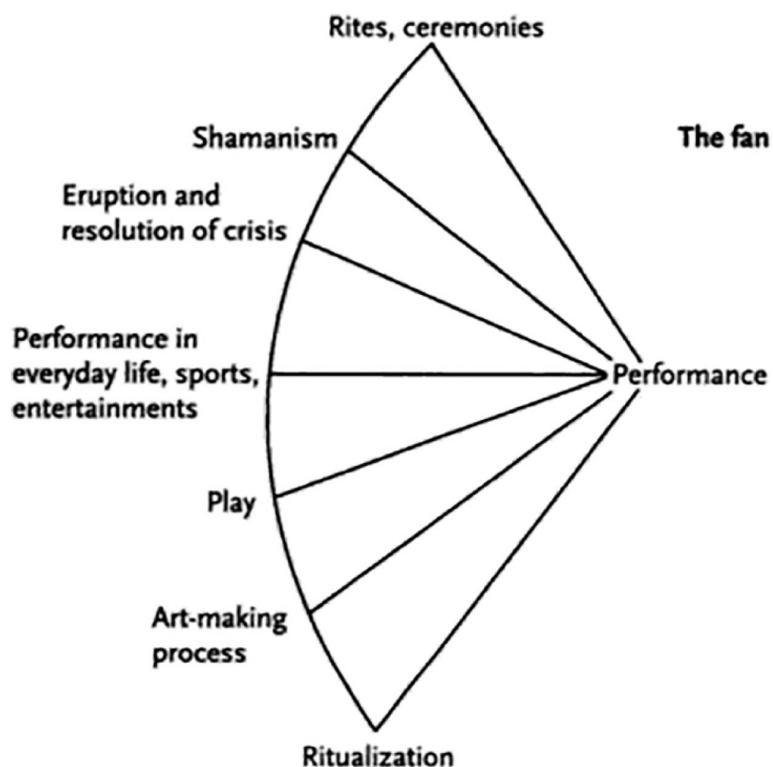 Rites, ceremonies
Shamanism
The fan
Eruption and
resolution of crisis
Performance in
everyday life, sports,
entertainments
Performance
Play
Art-making
process
Ritualization